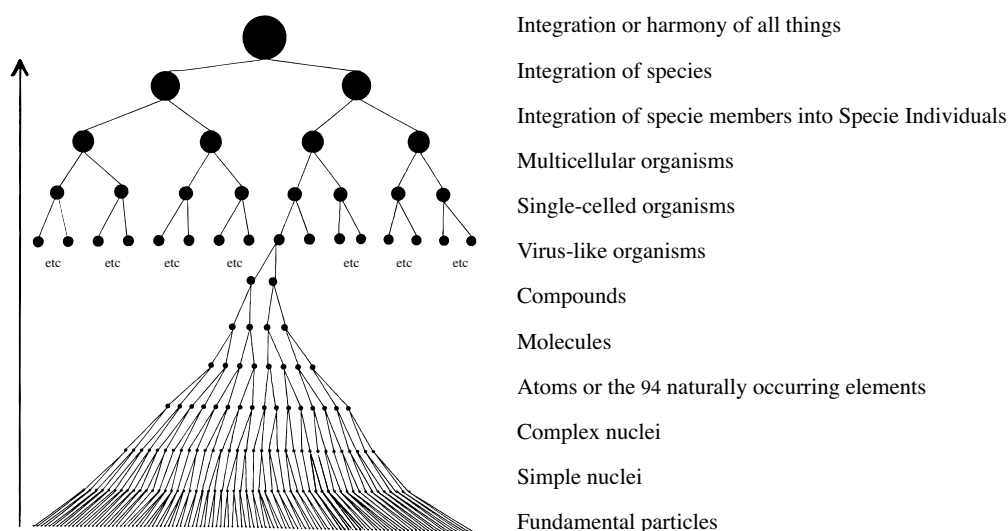 Integration or harmony of all things
Integration of species
Integration of specie members into Specie Individuals
Multicellular organisms
Single-celled organisms
etc etc etc etc etc etc etc
Virus-like organisms
Compounds
Molecules
Atoms or the 94 naturally occurring elements
Complex nuclei
Simple nuclei
Fundamental particles